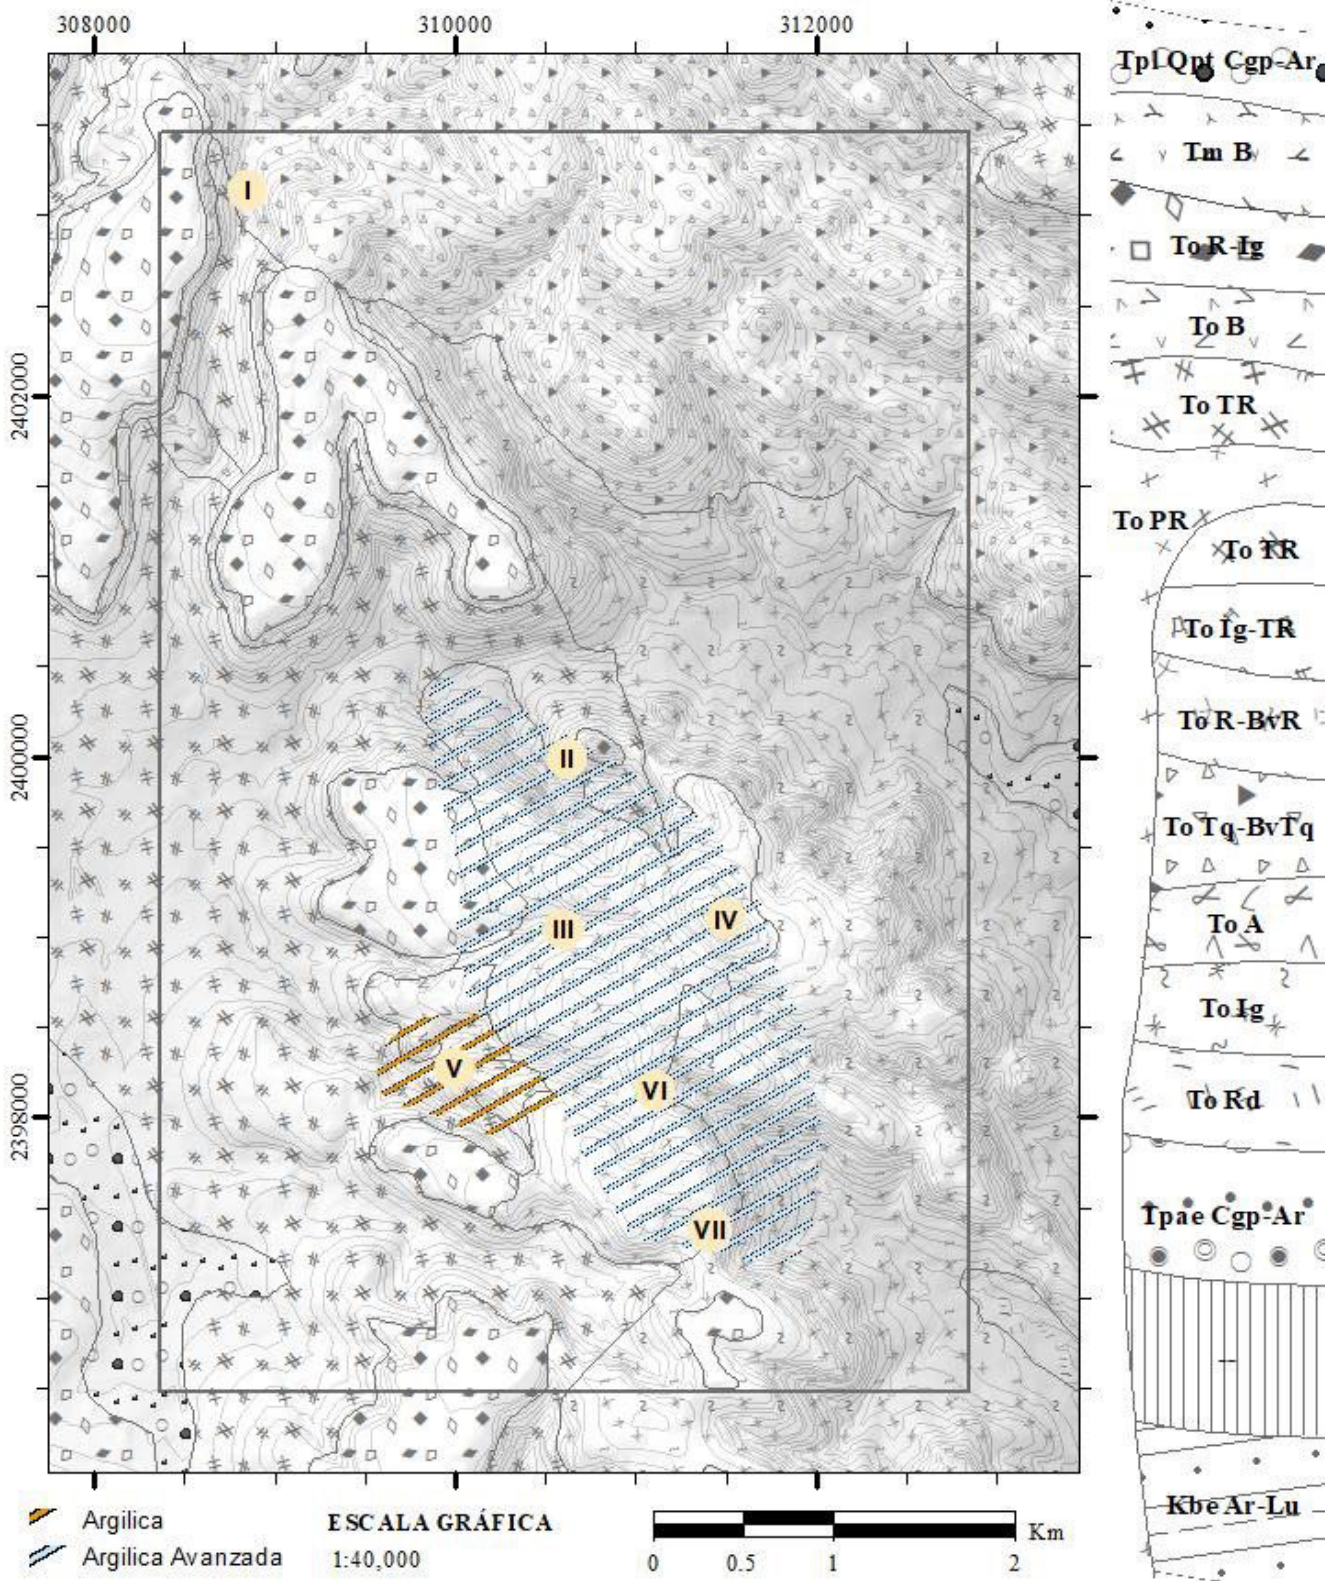 308000
310000
312000
2402000
2400000
2398000
I
II
III
IV
V
VI
VII
Tpl Qpt Cgp-Ar
Tm B
To R-Ig
To B
To TR
To PR
To TR
To Ig-TR
To R-BvR
To Tq-BvTq
To A
To Ig
To Rd
Tpae Cgp-Ar
Kbe Ar-Lu
Argilica
Argilica Avanzada
ESCALA GRÁFICA
1:40,000
Km
0
0.5
1
2